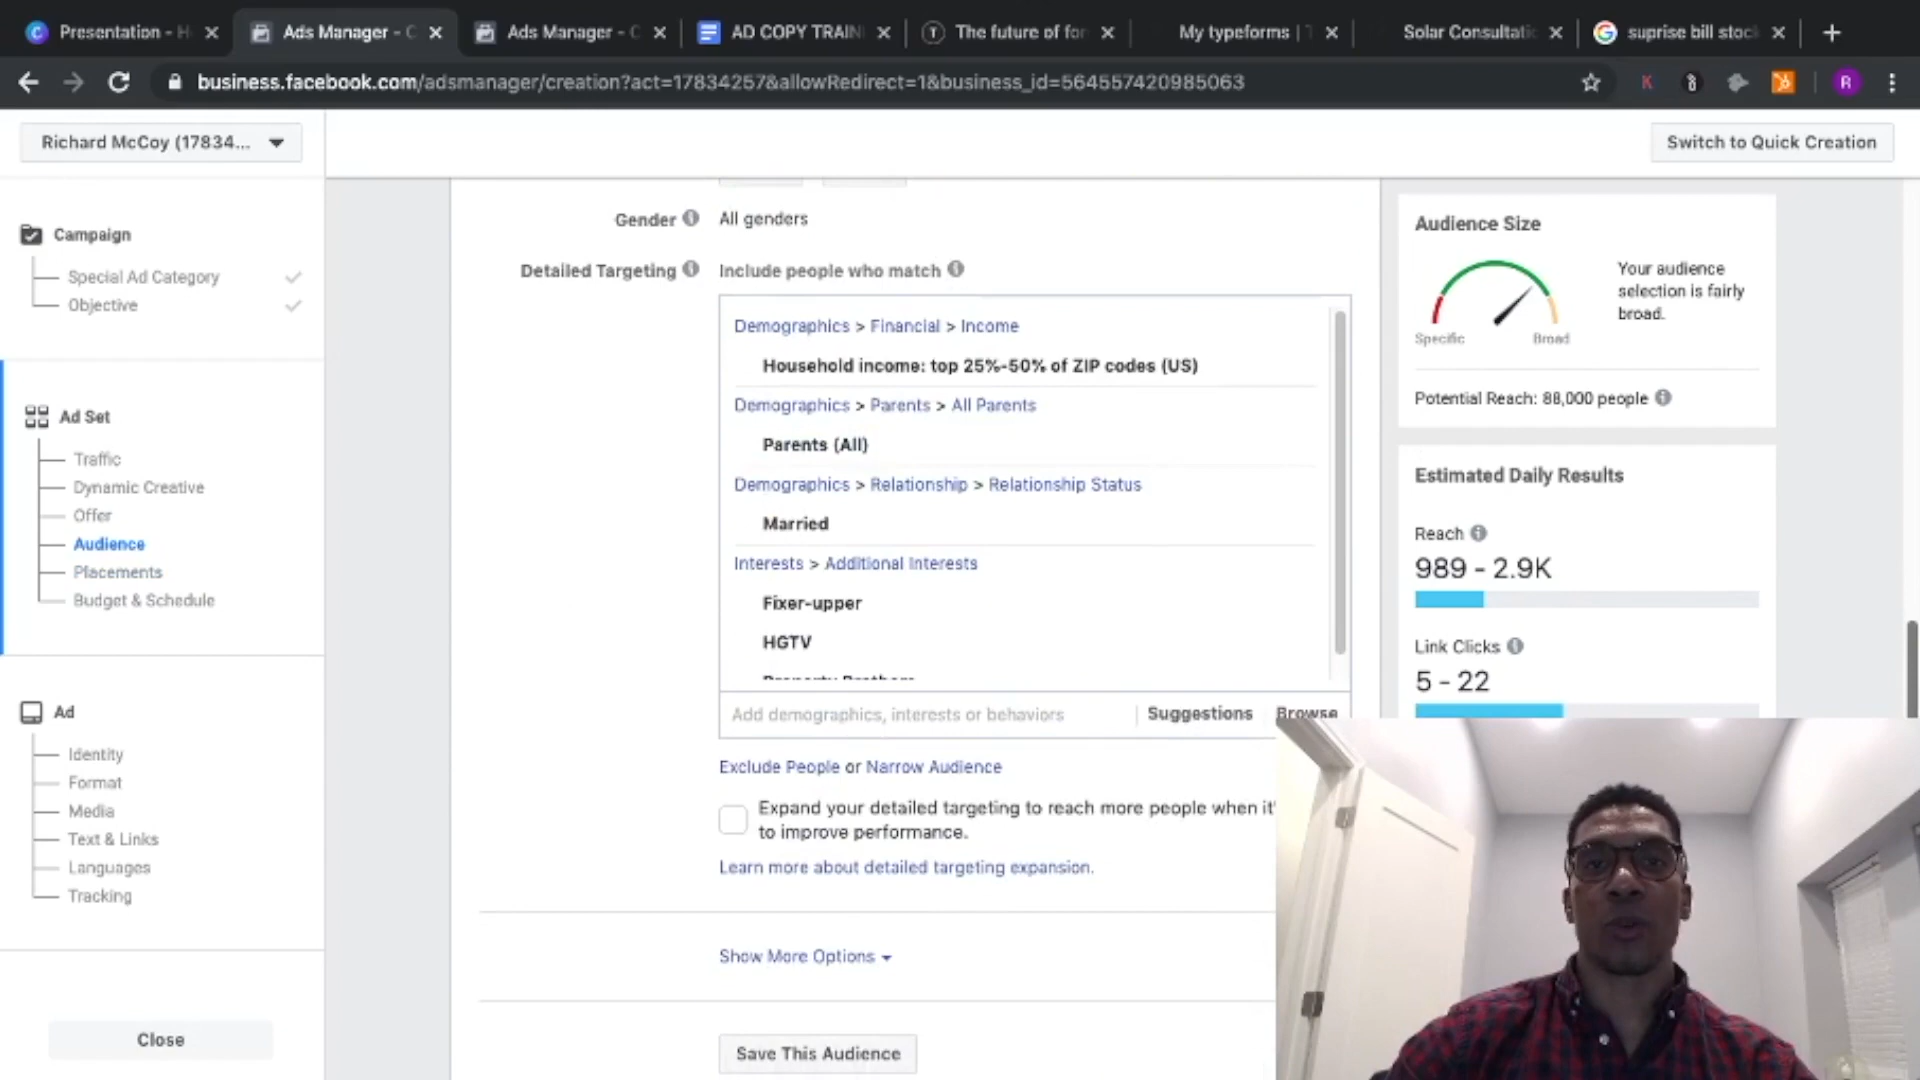 Presentation - H
Ads Manager - C
Ads Manager - C
AD COPY TRAIN
The future of for
My typeforms | T
Solar Consultati
suprise bill stoc
business.facebook.com/adsmanager/creation?act=17834257&allowRedirect=1&business_id=564557420985063
Richard McCoy (17834...
Switch to Quick Creation
Campaign
Special Ad Category
Objective
Ad Set
Traffic
Dynamic Creative
Offer
Audience
Placements
Budget & Schedule
Ad
Identity
Format
Media
Text & Links
Languages
Tracking
Close
Gender
All genders
Detailed Targeting
Include people who match
Demographics > Financial > Income
Household income: top 25%-50% of ZIP codes (US)
Demographics > Parents > All Parents
Parents (All)
Demographics > Relationship > Relationship Status
Married
Interests > Additional Interests
Fixer-upper
HGTV
Property Brothers
Add demographics, interests or behaviors
Suggestions
Browse
Exclude People or Narrow Audience
Expand your detailed targeting to reach more people when it'
to improve performance.
Learn more about detailed targeting expansion.
Show More Options
Save This Audience
Audience Size
Your audience
selection is fairly
broad.
Specific
Broad
Potential Reach: 88,000 people
Estimated Daily Results
Reach
989 - 2.9K
Link Clicks
5 - 22